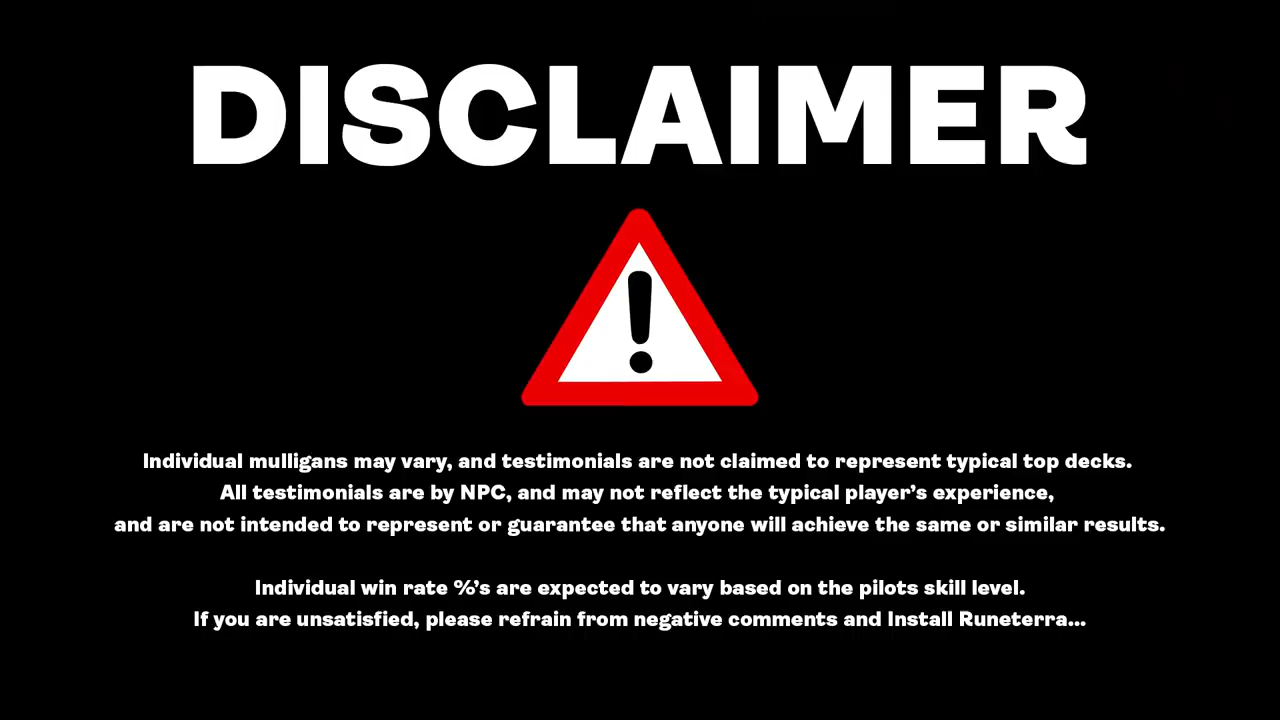 DISCLAIMER
Individual mulligans may vary, and testimonials are not claimed to represent typical top decks.
All testimonials are by NPC, and may not reflect the typical player’s experience,
and are not intended to represent or guarantee that anyone will achieve the same or similar results.
Individual win rate %’s are expected to vary based on the pilots skill level.
If you are unsatisfied, please refrain from negative comments and Install Runeterra...